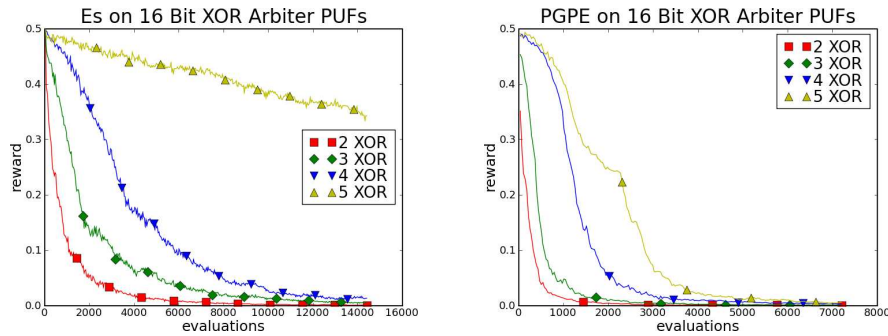 Es on 16 Bit XOR Arbiter PUFs
0.5
0.4
0.3
0.2
0.1
0.0
reward
0
2000
4000
6000
8000
10000
12000
14000
16000
evaluations
2 XOR
3 XOR
4 XOR
5 XOR
PGPE on 16 Bit XOR Arbiter PUFs
0.5
0.4
0.3
0.2
0.1
0.0
reward
0
1000
2000
3000
4000
5000
6000
7000
8000
evaluations
2 XOR
3 XOR
4 XOR
5 XOR